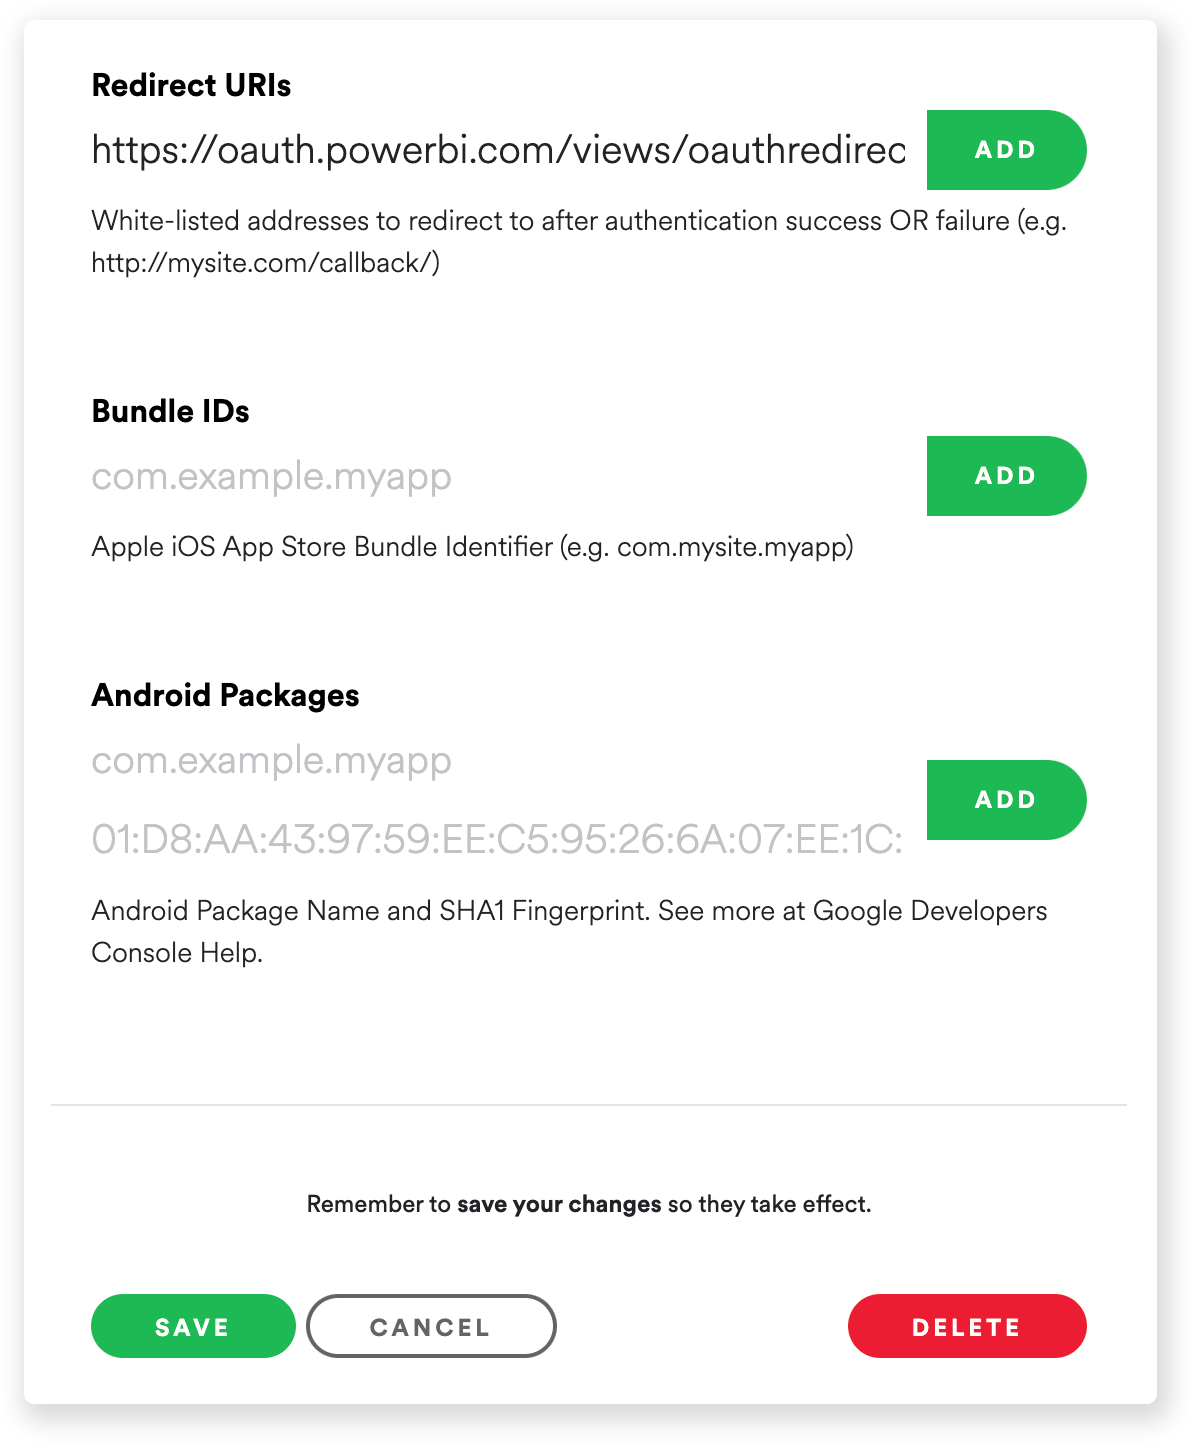 Redirect URIs
https://oauth.powerbi.com/views/oauthredirec
ADD
White-listed addresses to redirect to after authentication success OR failure (e.g.
http://mysite.com/callback/)
Bundle IDs
com.example.myapp
ADD
Apple iOS App Store Bundle Identifier (e.g. com.mysite.myapp)
Android Packages
com.example.myapp
ADD
01:D8:AA:43:97:59:EE:C5:95:26:6A:07:EE:1C:
Android Package Name and SHA1 Fingerprint. See more at Google Developers
Console Help.
Remember to save your changes so they take effect.
SAVE CANCEL DELETE